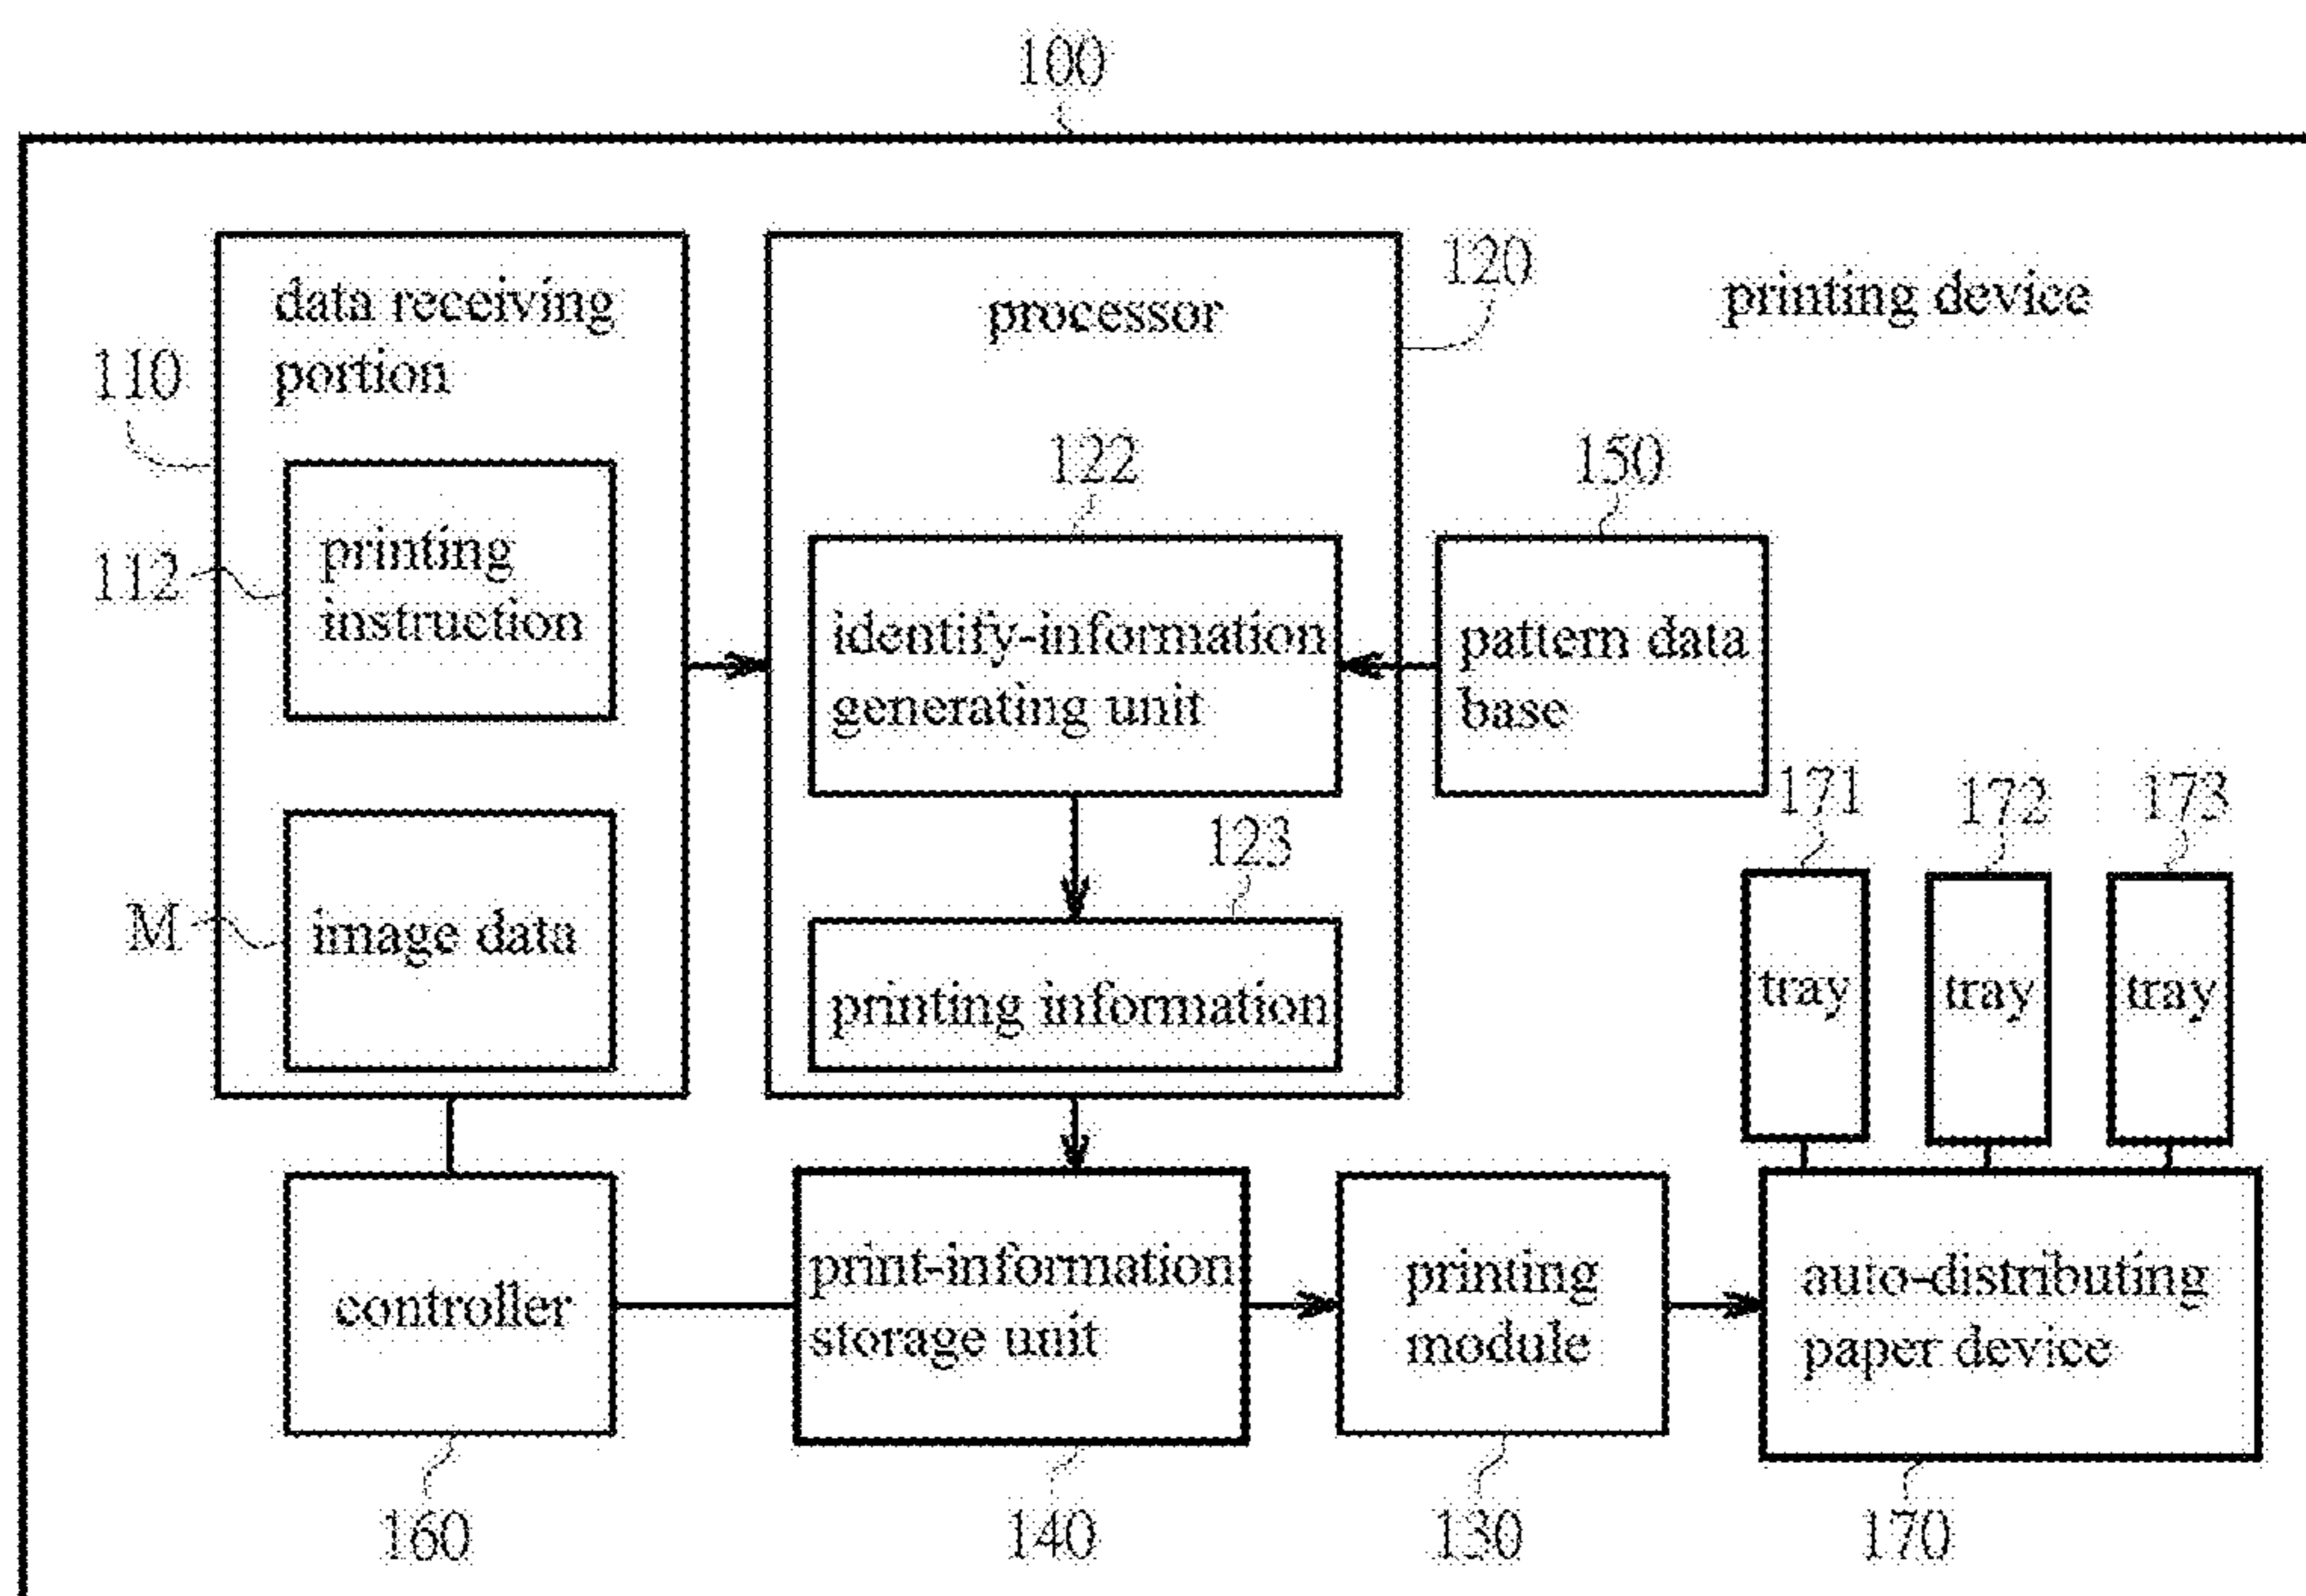 100
data receiving
portion
110
printing
instruction
112
image data
M
processor
120
printing device
122
identify-information
generating unit
150
pattern data
base
123
printing information
171
172
173
tray
tray
tray
controller
160
print-information
storage unit
140
printing
module
130
auto-distributing
paper device
170